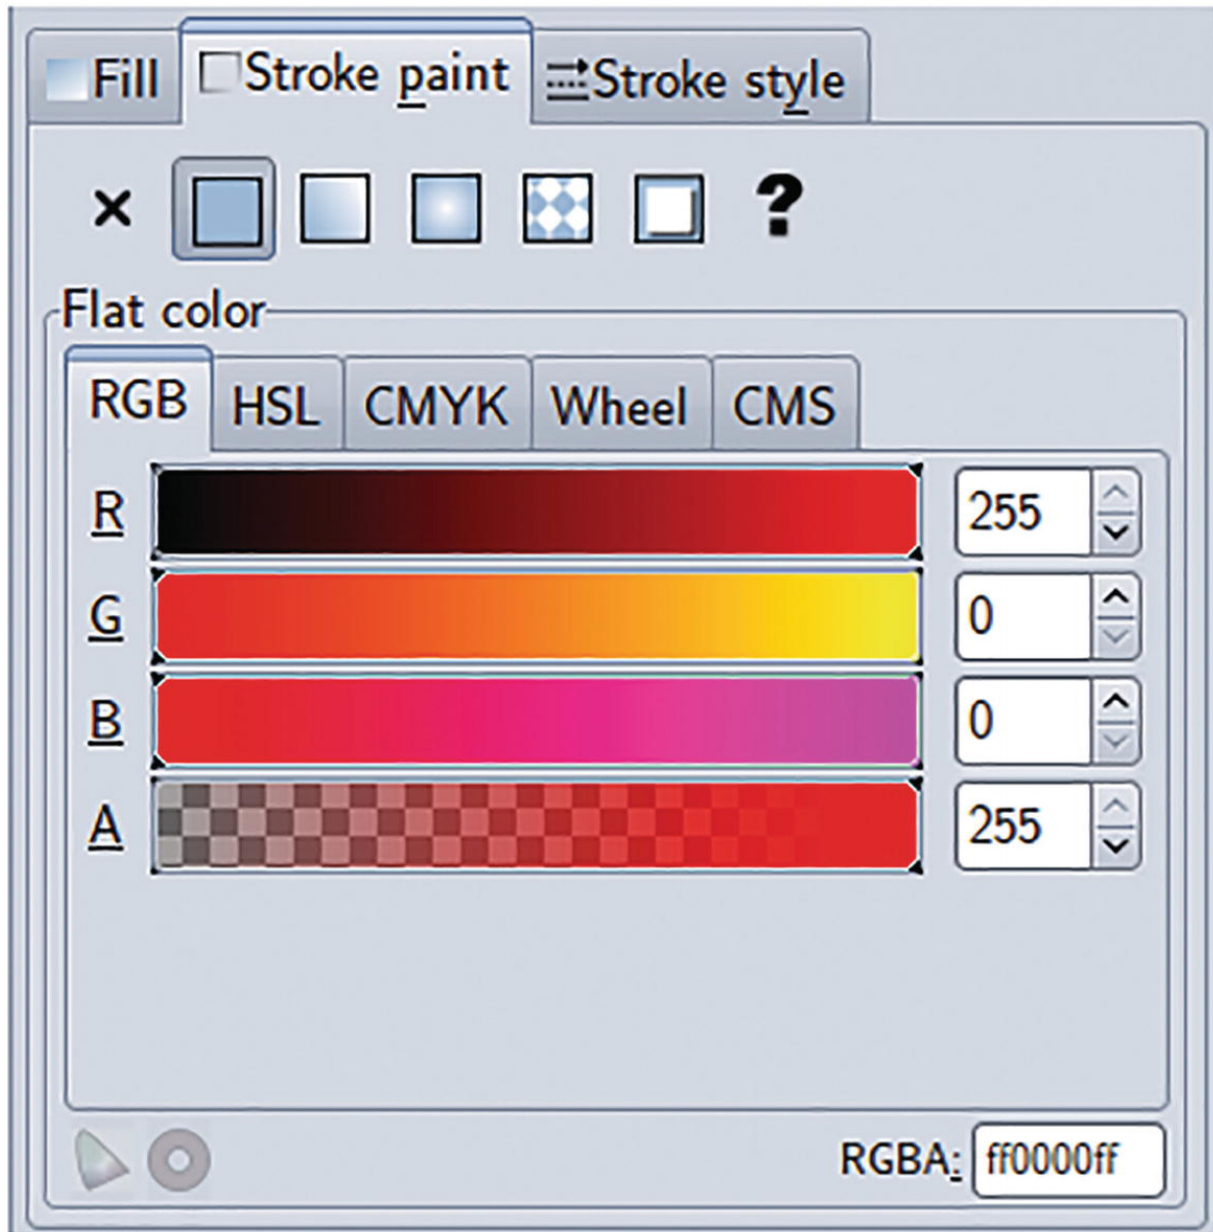 Fill Stroke paint Stroke style
?
Flat color
RGB HSL CMYK Wheel CMS
R 255
G 0
B 0
A 255
RGBA: ff0000ff